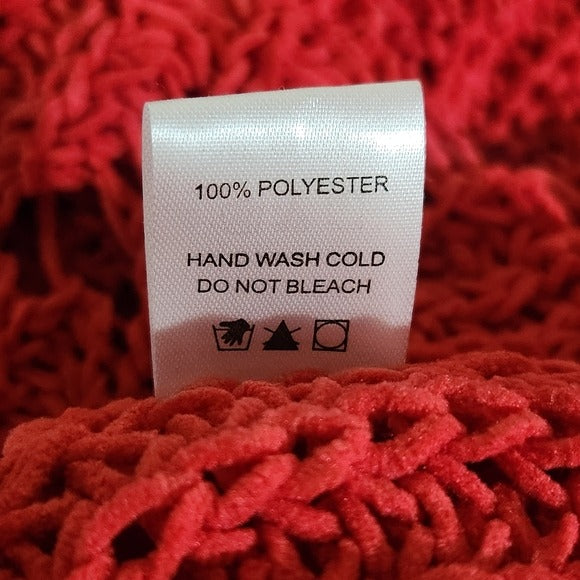 100% POLYESTER
HAND WASH COLD
DO NOT BLEACH